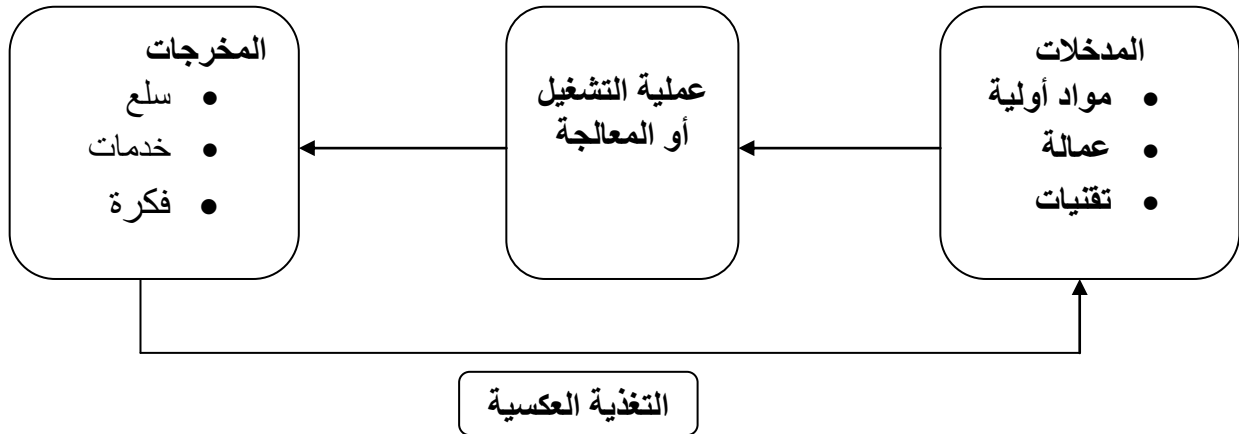 المدخلات
• مواد أولية
• عمالة
• تقنيات
عملية التشغيل
أو المعالجة
المخرجات
• سلع
• خدمات
• فكرة
التغذية العكسية